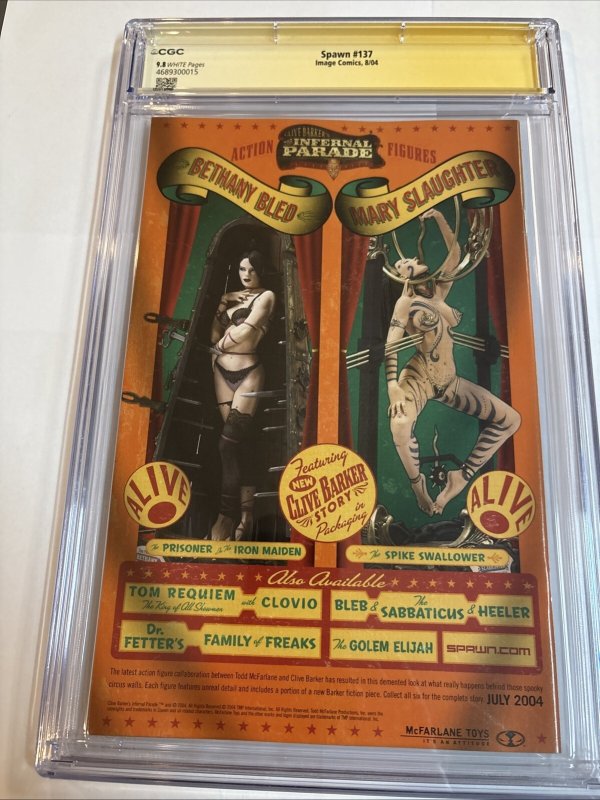 CGC
Spawn #137
9.8 WHITE Pages
Image Comics, 8/04
4689300015
CLIVE BARKER'S
ACTION THE INFERNAL PARADE FIGURES
BETHANY BLED
MARY SLAUGHTER
ALIVE
Featuring
NEW
CLIVE BARKER
STORY
in
Packaging
ALIVE
The PRISONER In The IRON MAIDEN
The SPIKE SWALLOWER
Also Available
TOM REQUIEM
The King of All Showmen
with CLOVIO
BLEB & The SABBATICUS & HEELER
Dr. FETTER'S FAMILY of FREAKS
The GOLEM ELIJAH
SPAWN.COM
The latest action figure collaboration between Todd McFarlane and Clive Barker has resulted in this demented look at what really happens behind those spooky
circus walls. Each figure features unreal detail and includes a portion of a new Barker fiction piece. Collect all six for the complete story. JULY 2004
McFARLANE TOYS
IT'S AN ATTITUDE